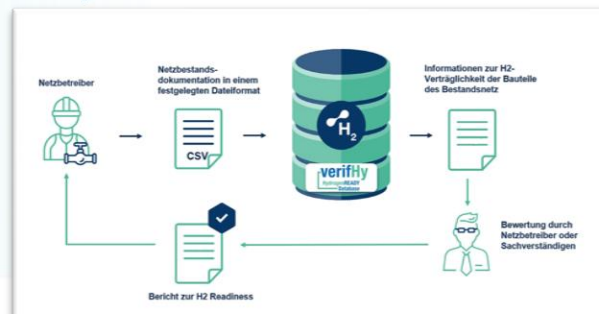 Netzbetreiber
Netzbestands-
dokumentation in einem
festgelegten Dateiformat
CSV
H2
verifHy
HydrogenREADY
Database
Informationen zur H2-
Verträglichkeit der Bauteile
des Bestandsnetz
Bewertung durch
Netzbetreiber oder
Sachverständigen
Bericht zur H2 Readiness